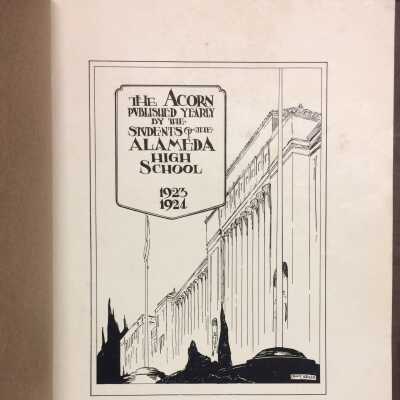 THE ACORN
PUBLISHED YEARLY
BY THE
STUDENTS OF THE
ALAMEDA
HIGH
SCHOOL
1923
1924